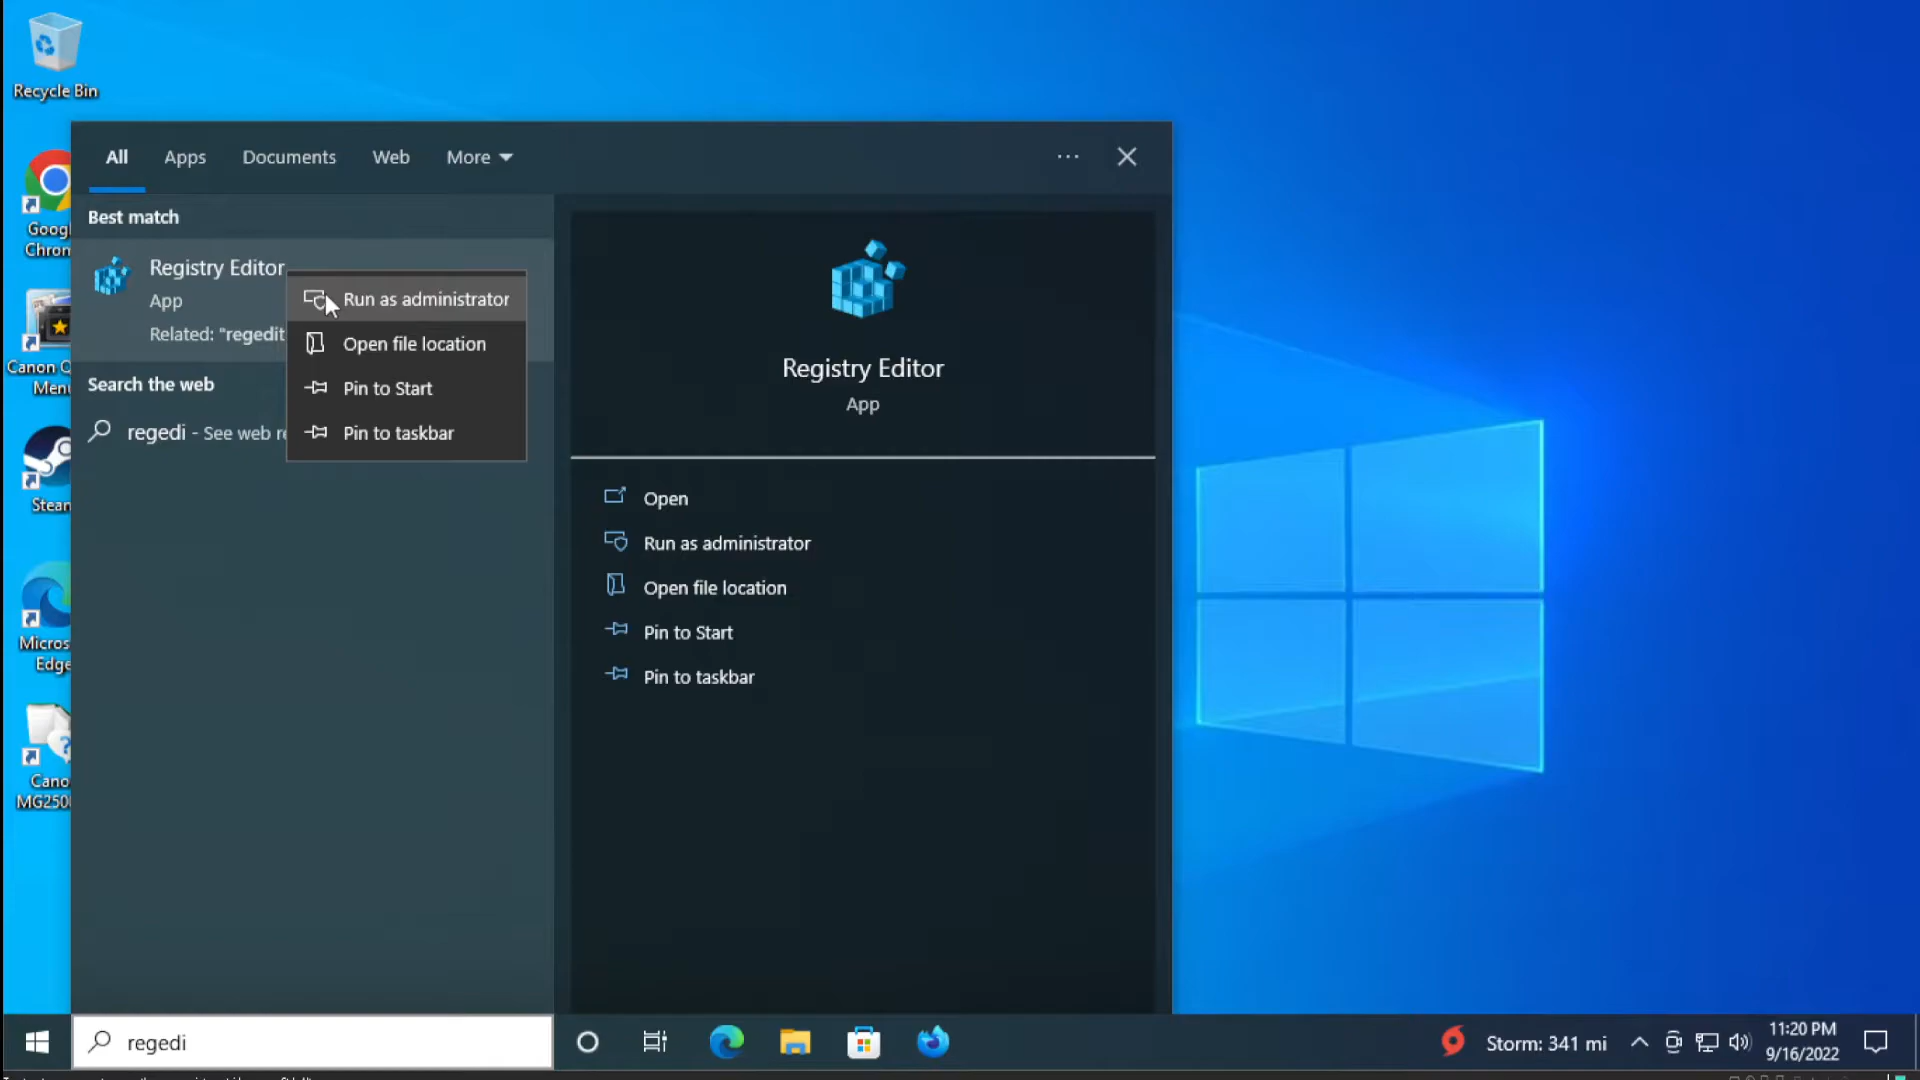 Recycle Bin
All
Apps
Documents
Web
More
Best match
Registry Editor
App
Related: "regedit
Search the web
regedi - See web re
Run as administrator
Open file location
Pin to Start
Pin to taskbar
Registry Editor
App
Open
Run as administrator
Open file location
Pin to Start
Pin to taskbar
Googl
Chrom
Canon Q
Menu
Steam
Micros
Edge
Cano
MG250
regedi
Storm: 341 mi
11:20 PM
9/16/2022